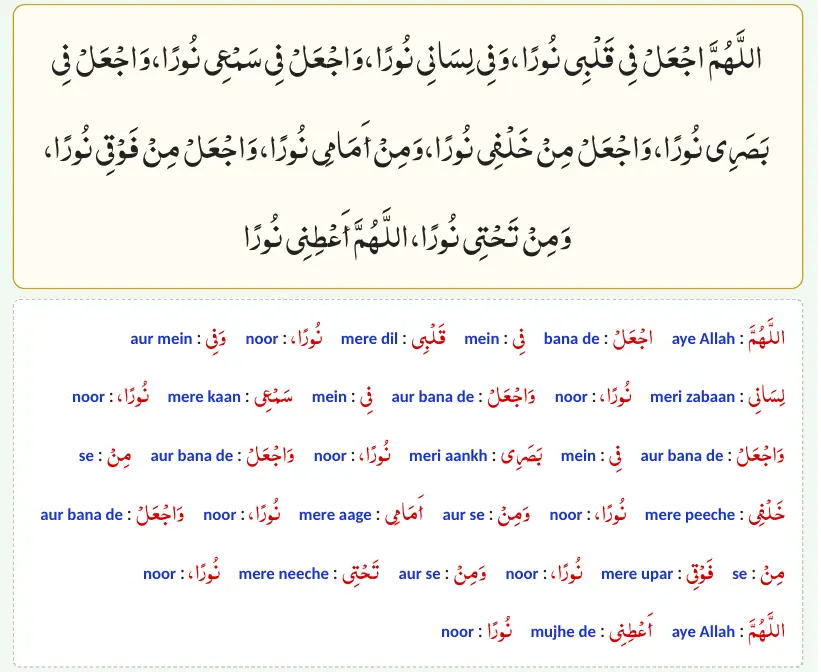 اللَّهُمَّ اجْعَلْ فِي قَلْبِي نُورًا، وَفِي لِسَانِي نُورًا، وَاجْعَلْ فِي سَمْعِي نُورًا، وَاجْعَلْ فِي
بَصَرِي نُورًا، وَاجْعَلْ مِنْ خَلْفِي نُورًا، وَمِنْ أَمَامِي نُورًا، وَاجْعَلْ مِنْ فَوْقِي نُورًا،
وَمِنْ تَحْتِي نُورًا، اللَّهُمَّ أَعْطِنِي نُورًا
اللَّهُمَّ : aye Allah اجْعَلْ : bana de فِي : mein قَلْبِي : mere dil نُورًا، : noor وَفِي : aur mein
لِسَانِي : meri zabaan نُورًا، : noor وَاجْعَلْ : aur bana de فِي : mein سَمْعِي : mere kaan نُورًا، : noor
وَاجْعَلْ : aur bana de فِي : mein بَصَرِي : meri aankh نُورًا، : noor وَاجْعَلْ : aur bana de مِنْ : se
خَلْفِي : mere peeche نُورًا، : noor وَمِنْ : aur se أَمَامِي : mere aage نُورًا، : noor وَاجْعَلْ : aur bana de
مِنْ : se فَوْقِي : mere upar نُورًا، : noor وَمِنْ : aur se تَحْتِي : mere neeche نُورًا، : noor
اللَّهُمَّ : aye Allah أَعْطِنِي : mujhe de نُورًا : noor